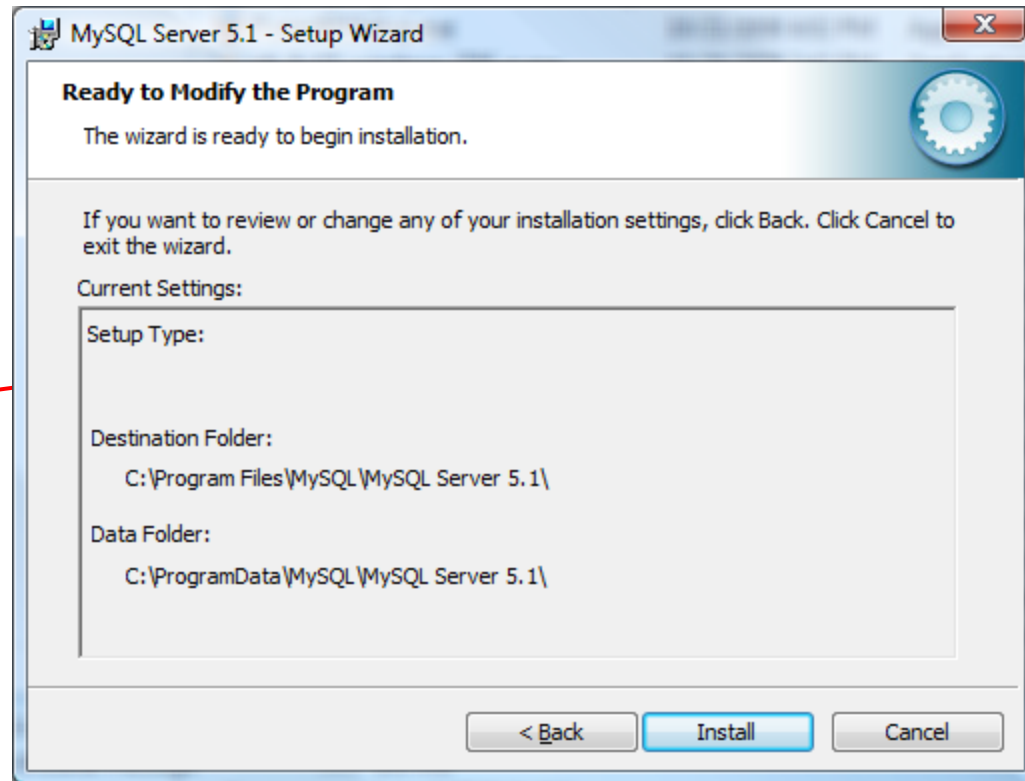 MySQL Server 5.1 - Setup Wizard
Ready to Modify the Program
The wizard is ready to begin installation.
If you want to review or change any of your installation settings, click Back. Click Cancel to
exit the wizard.
Current Settings:
Setup Type:
Destination Folder:
C:\Program Files\MySQL\MySQL Server 5.1\
Data Folder:
C:\ProgramData\MySQL\MySQL Server 5.1\
< Back
Install
Cancel